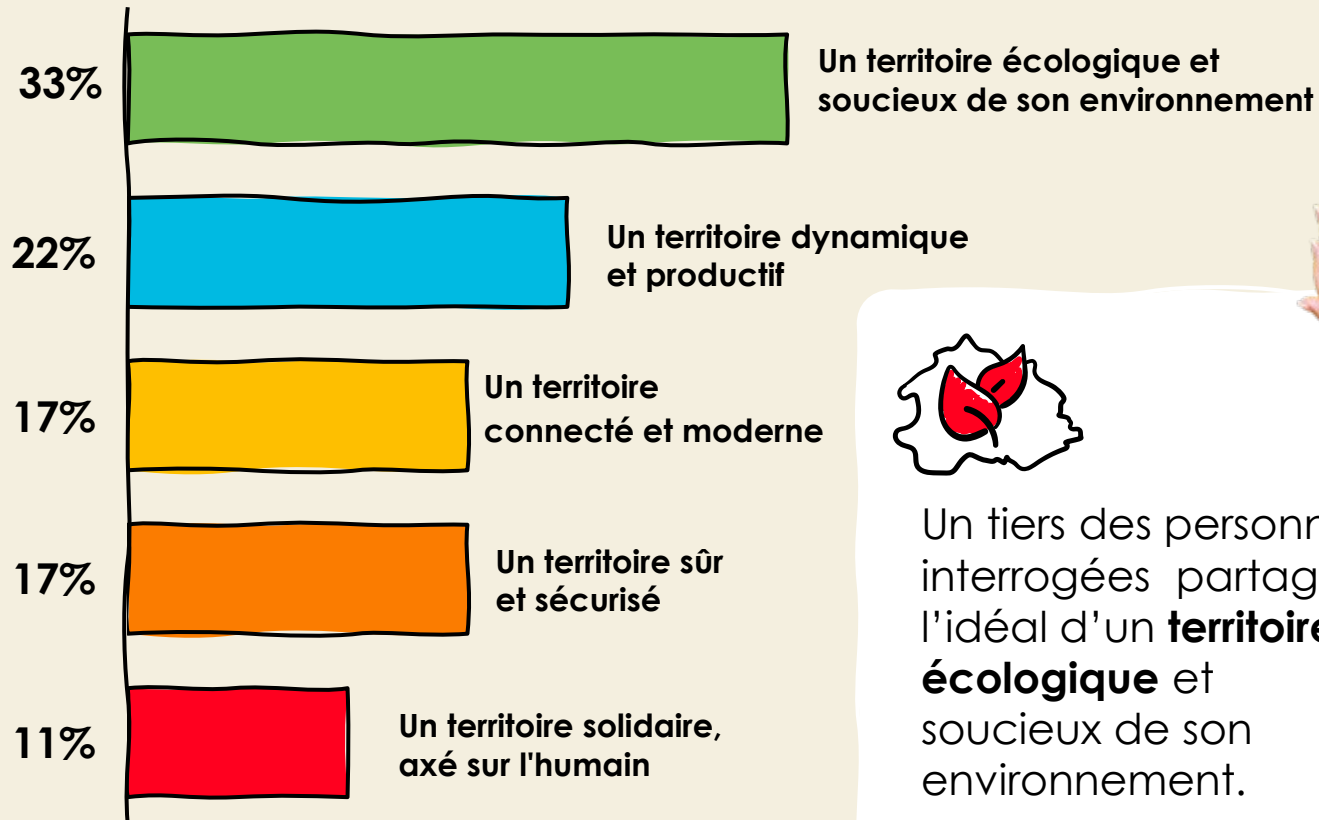 33%
Un territoire écologique et
soucieux de son environnement
22%
Un territoire dynamique
et productif
17%
Un territoire
connecté et moderne
17%
Un territoire sûr
et sécurisé
11%
Un territoire solidaire,
axé sur l'humain
Un tiers des
interrogées
l'idéal d'un territoire
écologique et
soucieux de son
environnement.